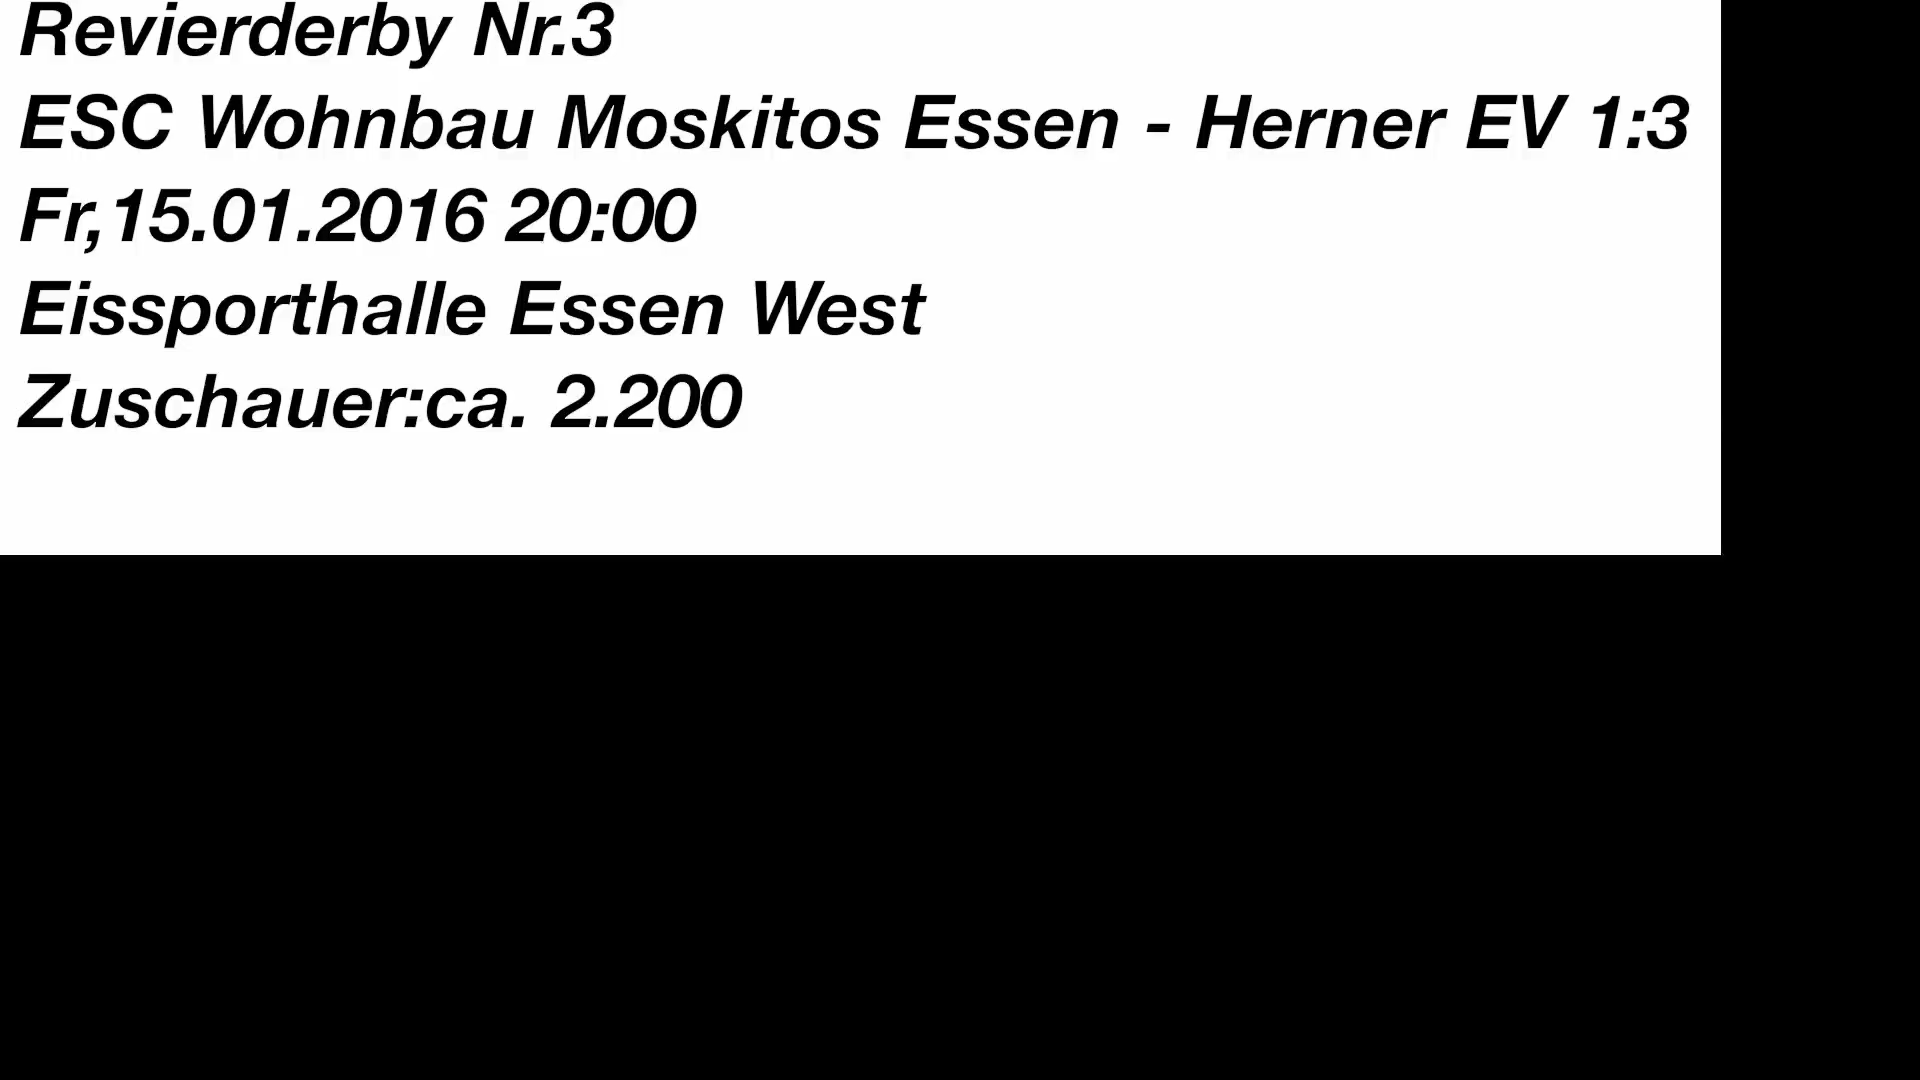 Revierderby Nr.3
ESC Wohnbau Moskitos Essen - Herner EV 1:3
Fr,15.01.2016 20:00
Eissporthalle Essen West
Zuschauer:ca. 2.200